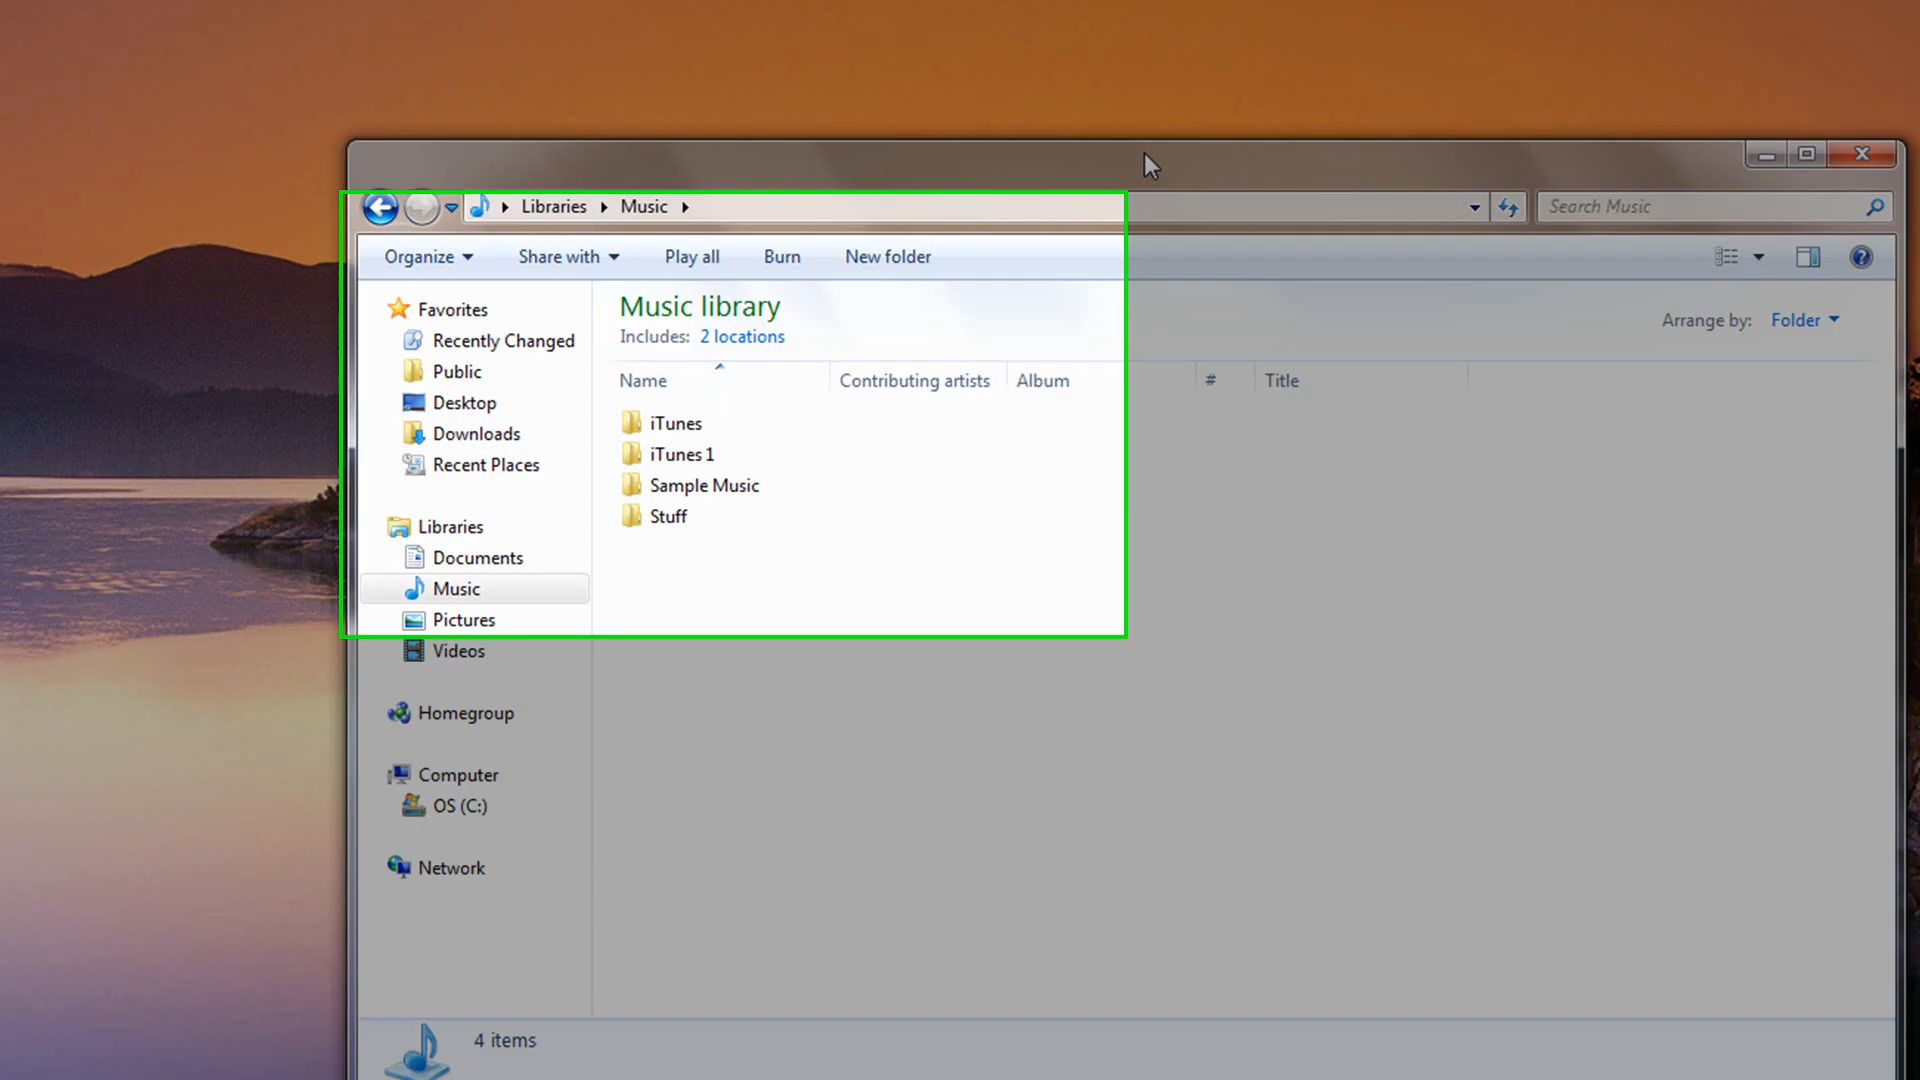 Libraries Music
Search Music
Organize Share with Play all Burn New folder
Favorites
Recently Changed
Public
Desktop
Downloads
Recent Places
Libraries
Documents
Music
Pictures
Videos
Homegroup
Computer
OS (C:)
Network
Music library
Includes: 2 locations
Arrange by: Folder
Name Contributing artists Album # Title
iTunes
iTunes 1
Sample Music
Stuff
4 items